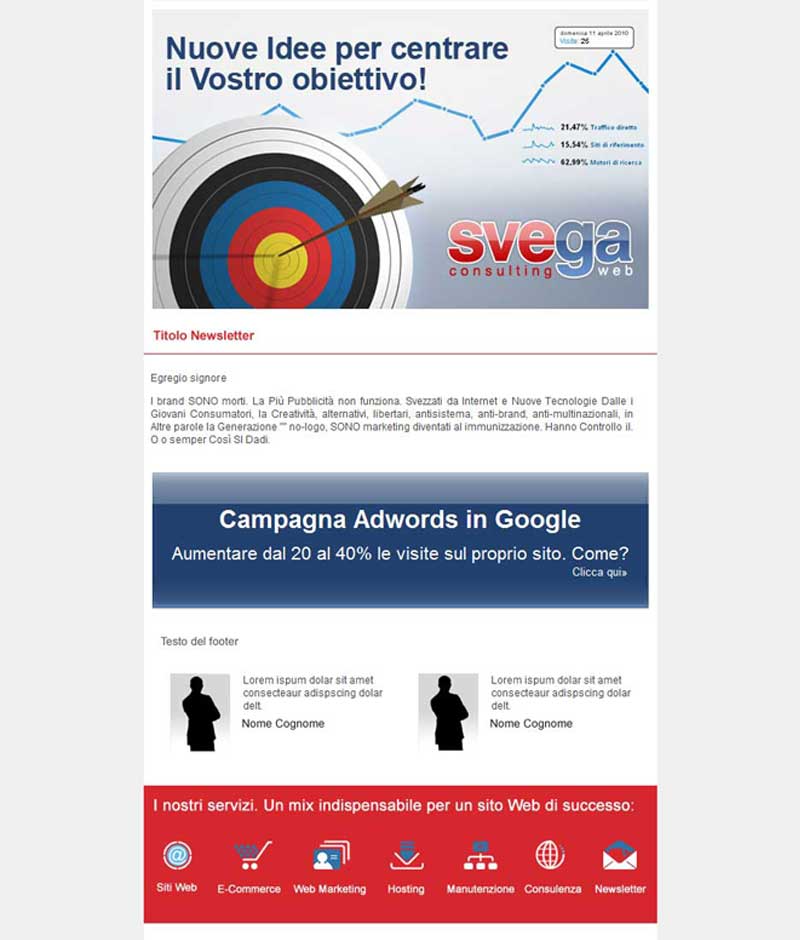 Nuove Idee per centrare
il Vostro obiettivo!
domenica 11 aprile 2010
Visite: 26
21,47% Traffico diretto
15,54% Siti di riferimento
62,99% Motori di ricerca
svega
consulting web
Titolo Newsletter
Egregio signore
I brand SONO morti. La Più Pubblicità non funziona. Svezzati da Internet e Nuove Tecnologie Dalle i
Giovani Consumatori, la Creatività, alternativi, libertari, antisistema, anti-brand, anti-multinazionali, in
Altre parole la Generazione "" no-logo, SONO marketing diventati al immunizzazione. Hanno Controllo il.
O o semper Così SI Dadi.
Campagna Adwords in Google
Aumentare dal 20 al 40% le visite sul proprio sito. Come?
Clicca qui»
Testo del footer
Lorem ispum dolar sit amet
consecteaur adispscing dolar
delt.
Nome Cognome
Lorem ispum dolar sit amet
consecteaur adispscing dolar
delt.
Nome Cognome
I nostri servizi. Un mix indispensabile per un sito Web di successo:
@
Siti Web E-Commerce Web Marketing Hosting Manutenzione Consulenza Newsletter